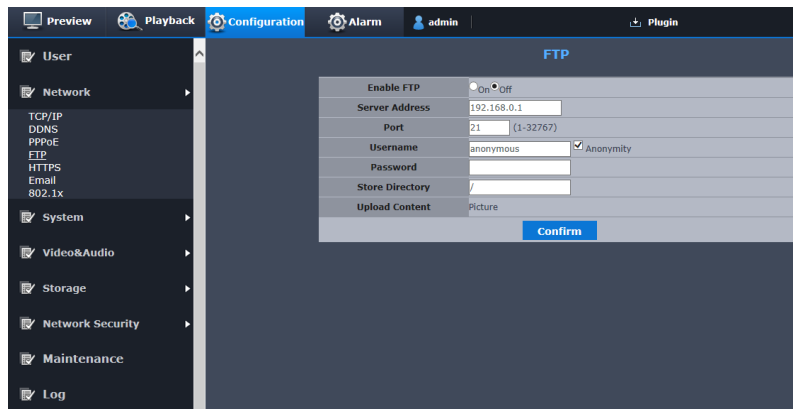 Preview Playback Configuration Alarm admin Plugin
User
Network
TCP/IP
DDNS
PPPoE
FTP
HTTPS
Email
802.1x
System
Video&Audio
Storage
Network Security
Maintenance
Log
FTP
Enable FTP On Off
Server Address 192.168.0.1
Port 21 (1-32767)
Username anonymous Anonymity
Password
Store Directory /
Upload Content Picture
Confirm